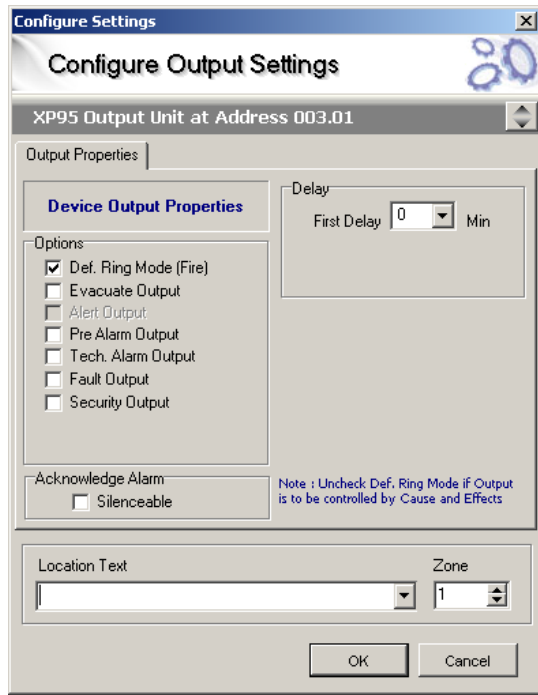 Configure Settings
Configure Output Settings
XP95 Output Unit at Address 003.01
Output Properties
Device Output Properties
Options
Def. Ring Mode (Fire)
Evacuate Output
Alert Output
Pre Alarm Output
Tech. Alarm Output
Fault Output
Security Output
Acknowledge Alarm
Silenceable
Delay
First Delay 0 Min
Note : Uncheck Def. Ring Mode if Output
is to be controlled by Cause and Effects
Location Text
Zone
1
OK
Cancel